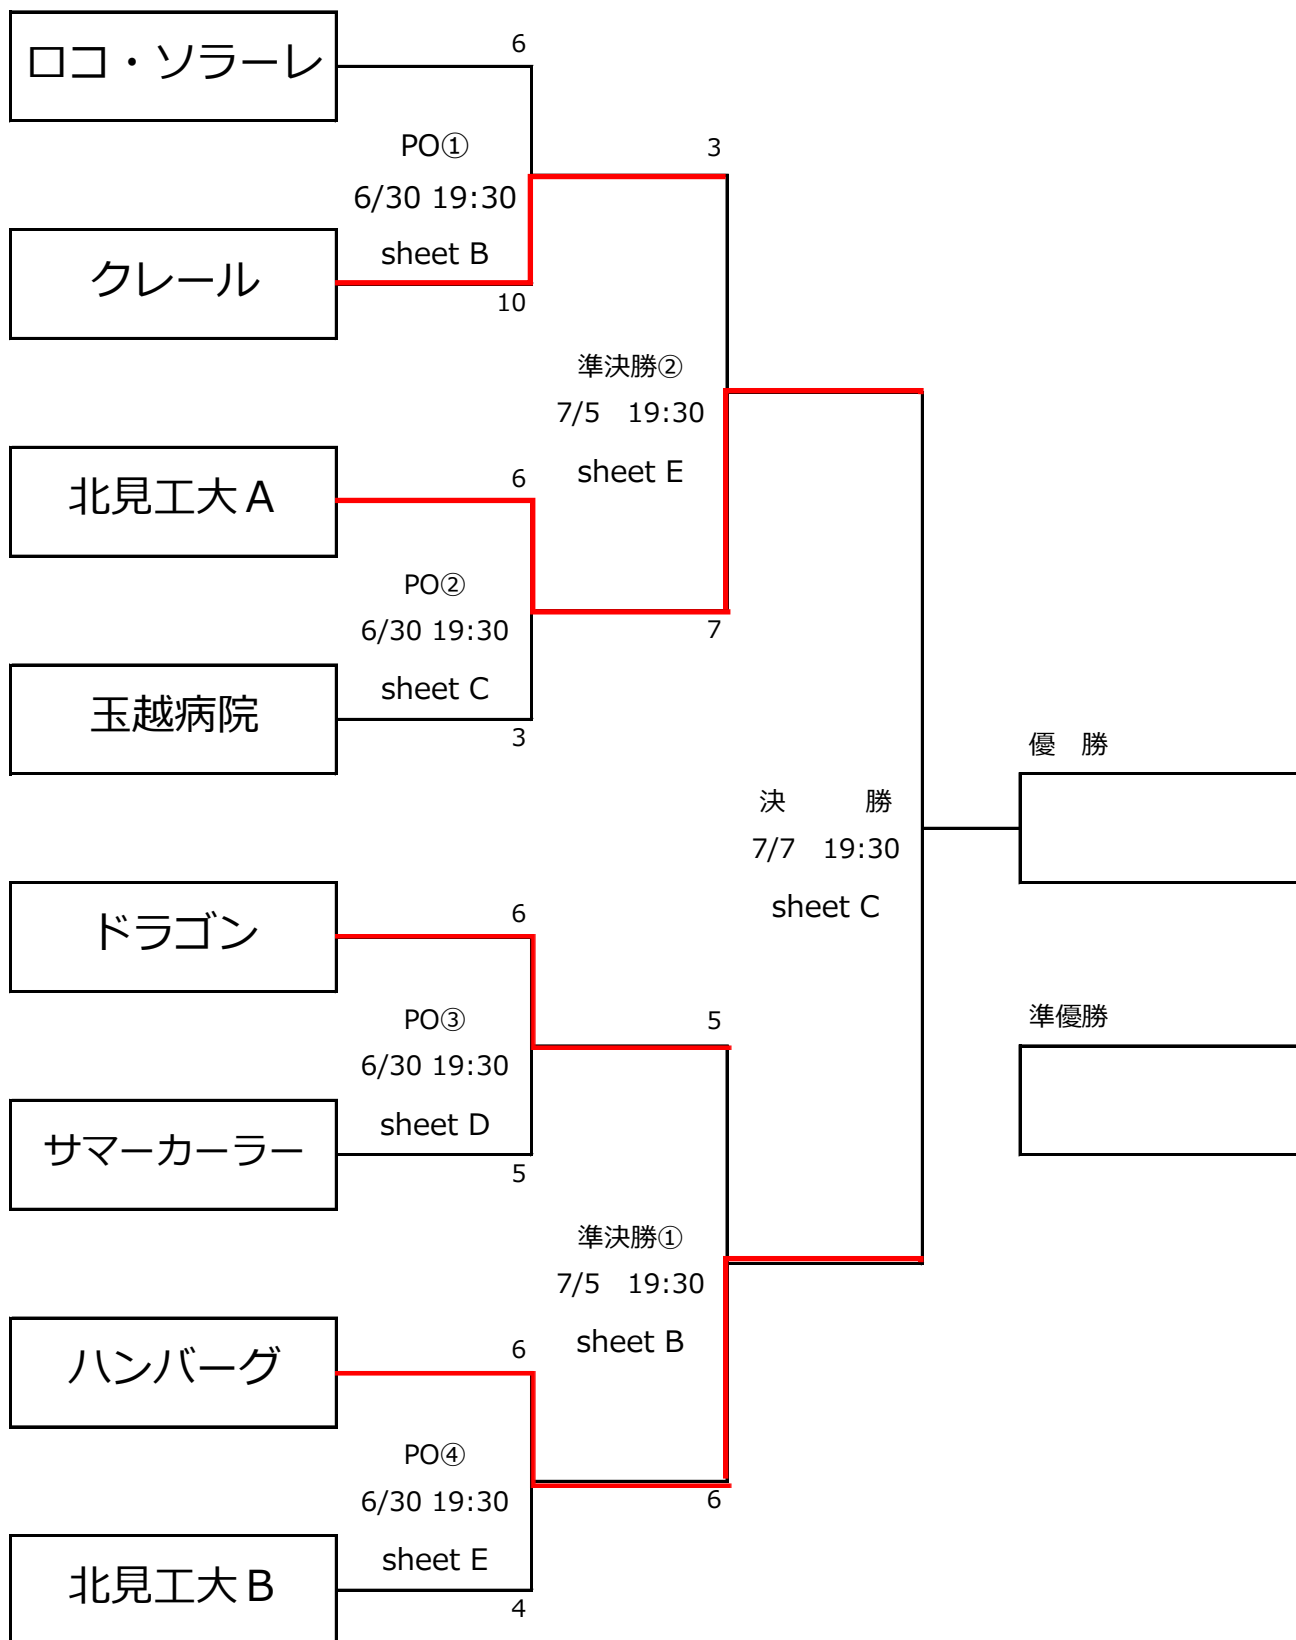 ロコ・ソラーレ
6
PO①
6/30 19:30
sheet B
3
クレール
10
準決勝②
7/5 19:30
sheet E
北見工大A
6
PO②
6/30 19:30
sheet C
7
玉越病院
3
優 勝
決 勝
7/7 19:30
sheet C
ドラゴン
6
PO③
6/30 19:30
sheet D
5
準優勝
サマーカーラー
5
準決勝①
7/5 19:30
sheet B
ハンバーグ
6
PO④
6/30 19:30
sheet E
6
北見工大B
4